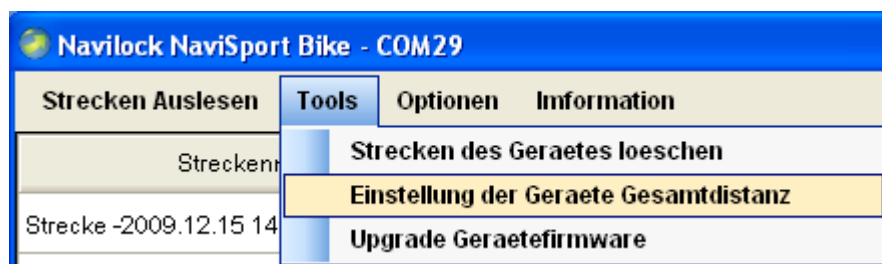 Navilock NaviSport Bike - COM29
Strecken Auslesen Tools Optionen Imformation
Strecken des Geraetes loeschen
Einstellung der Geraete Gesamtdistanz
Strecke -2009.12.15 14
Upgrade Geraetefirmware